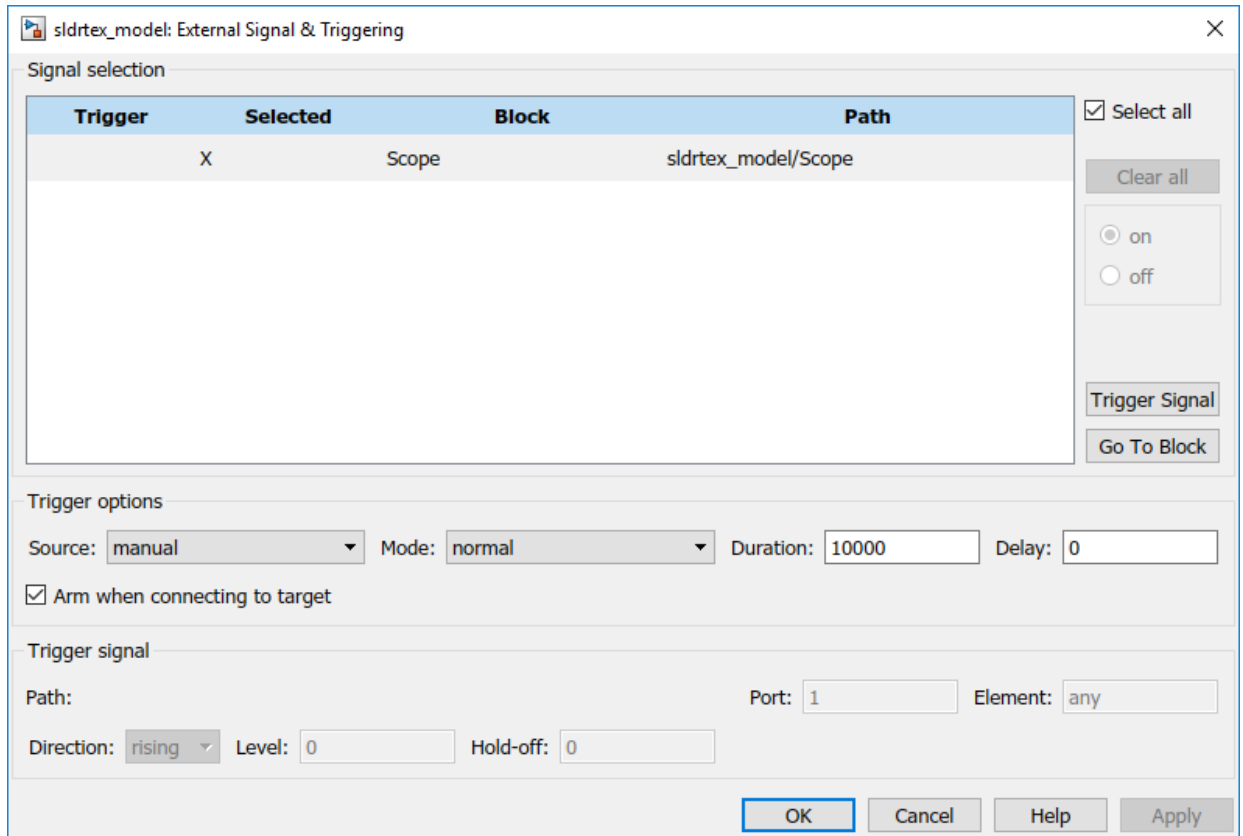 sldrtex_model: External Signal & Triggering
Signal selection
Trigger Selected Block Path
X Scope sldrtex_model/Scope
Select all
Clear all
on
off
Trigger Signal
Go To Block
Trigger options
Source: manual Mode: normal Duration: 10000 Delay: 0
Arm when connecting to target
Trigger signal
Path: Port: 1 Element: any
Direction: rising Level: 0 Hold-off: 0
OK Cancel Help Apply